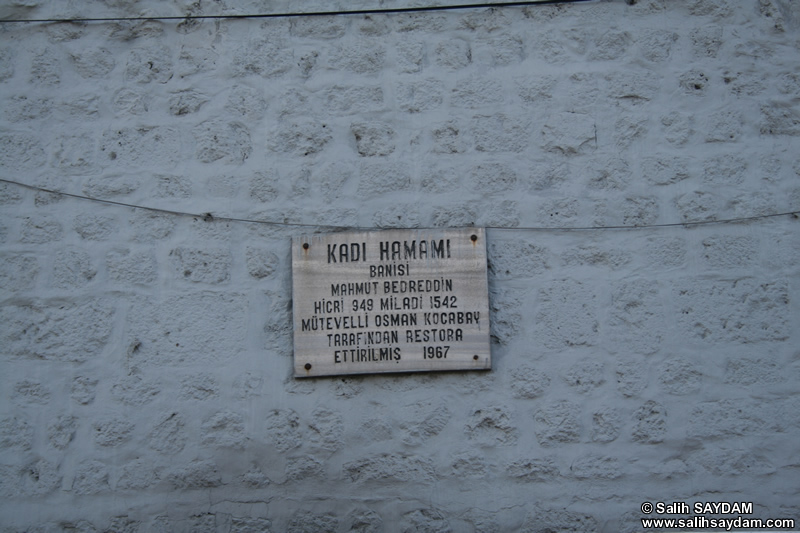 KADI HAMAMI
BANİSİ
MAHMUT BEDREDDİN
HİCRİ 949 MİLADİ 1542
MÜTEVELLİ OSMAN KOCABAY
TARAFINDAN RESTORA
ETTİRİLMİŞ 1967
© Salih SAYDAM
www.salihsaydam.com